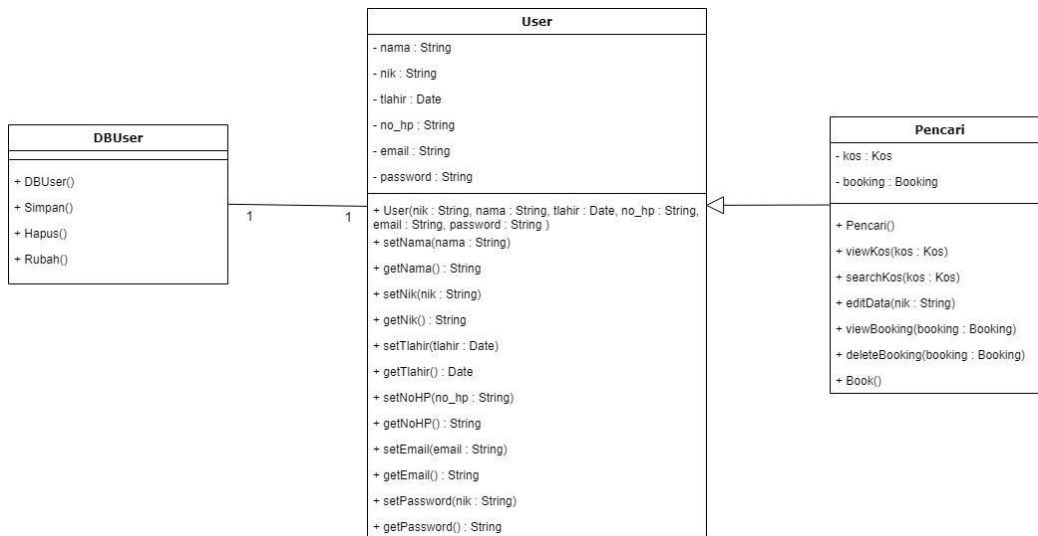 DBUser
+ DBUser()
+ Simpan()
+ Hapus()
+ Rubah()
1
1
User
- nama : String
- nik : String
- tlahir : Date
- no_hp : String
- email : String
- password : String
+ User(nik : String, nama : String, tlahir : Date, no_hp : String,
email : String, password : String )
+ setNama(nama : String)
+ getNama() : String
+ setNik(nik : String)
+ getNik() : String
+ setTlahir(tlahir : Date)
+ getTlahir() : Date
+ setNoHP(no_hp : String)
+ getNoHP() : String
+ setEmail(email : String)
+ getEmail() : String
+ setPassword(nik : String)
+ getPassword() : String
Pencari
- kos : Kos
- booking : Booking
+ Pencari()
+ viewKos(kos : Kos)
+ searchKos(kos : Kos)
+ editData(nik : String)
+ viewBooking(booking : Booking)
+ deleteBooking(booking : Booking)
+ Book()